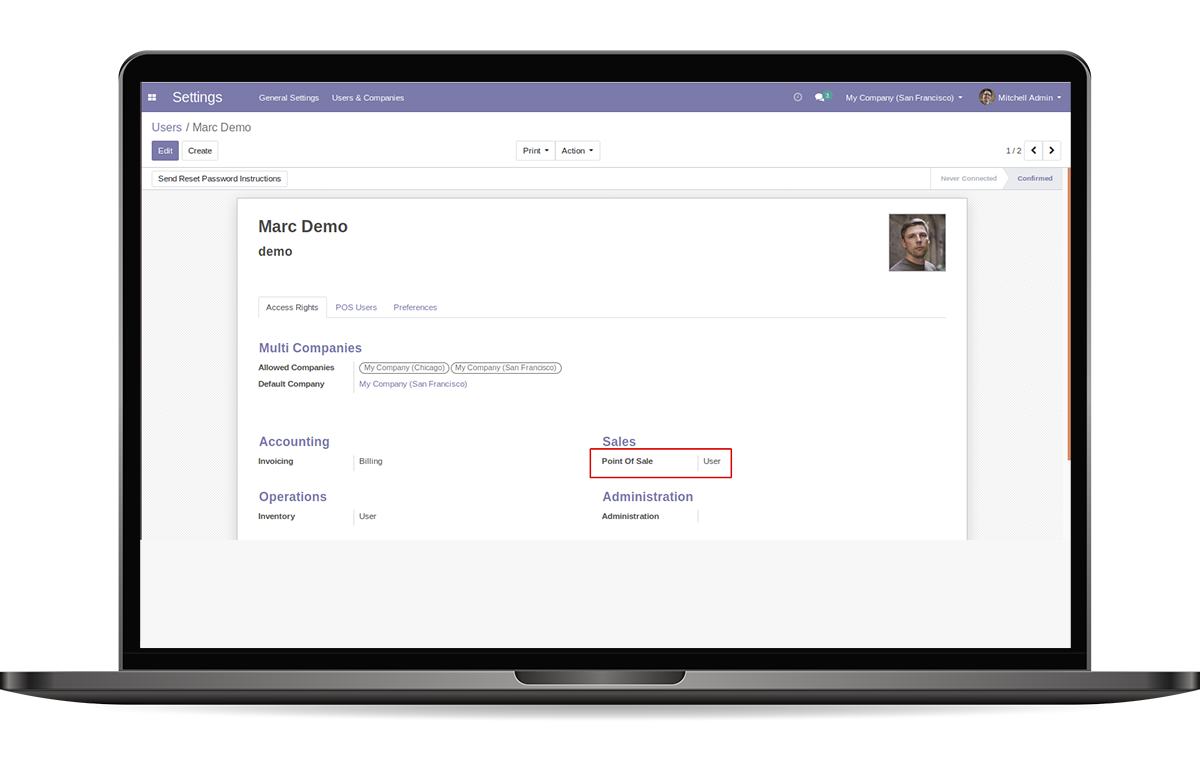 Settings General Settings Users & Companies 3 My Company (San Francisco) Mitchell Admin
Users / Marc Demo
Edit Create Print Action 1 / 2
Send Reset Password Instructions Never Connected Confirmed
Marc Demo
demo
Access Rights POS Users Preferences
Multi Companies
Allowed Companies My Company (Chicago) My Company (San Francisco)
Default Company My Company (San Francisco)
Accounting Sales
Invoicing Billing Point Of Sale User
Operations Administration
Inventory User Administration